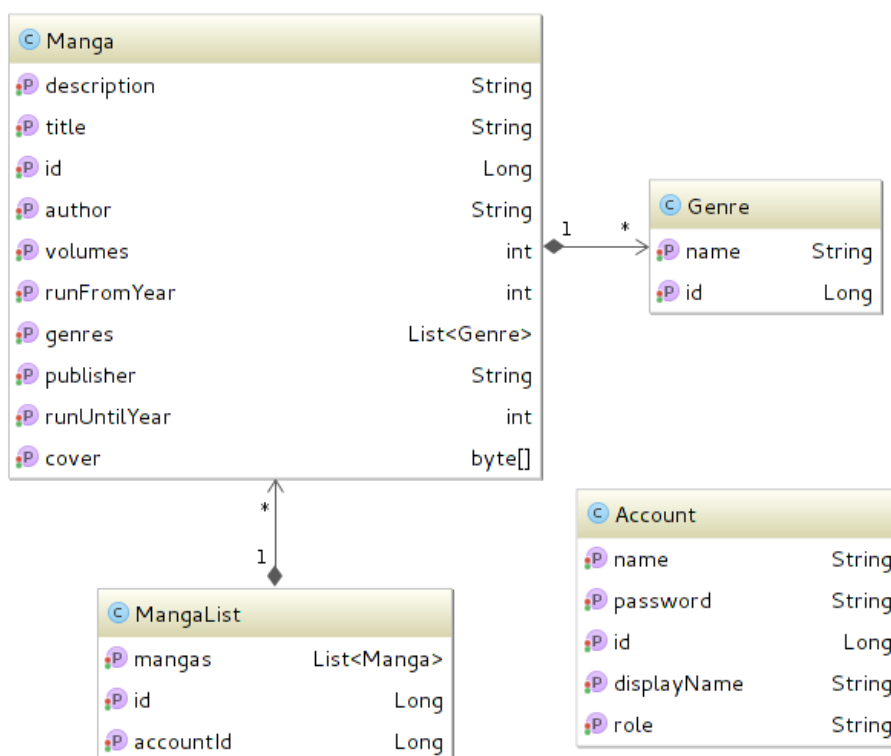 C Manga
P description String
P title String
P id Long
P author String
P volumes int
P runFromYear int
P genres List<Genre>
P publisher String
P runUntilYear int
P cover byte[]
1 *
C Genre
P name String
P id Long
*
1
C MangaList
P mangas List<Manga>
P id Long
P accountId Long
C Account
P name String
P password String
P id Long
P displayName String
P role String